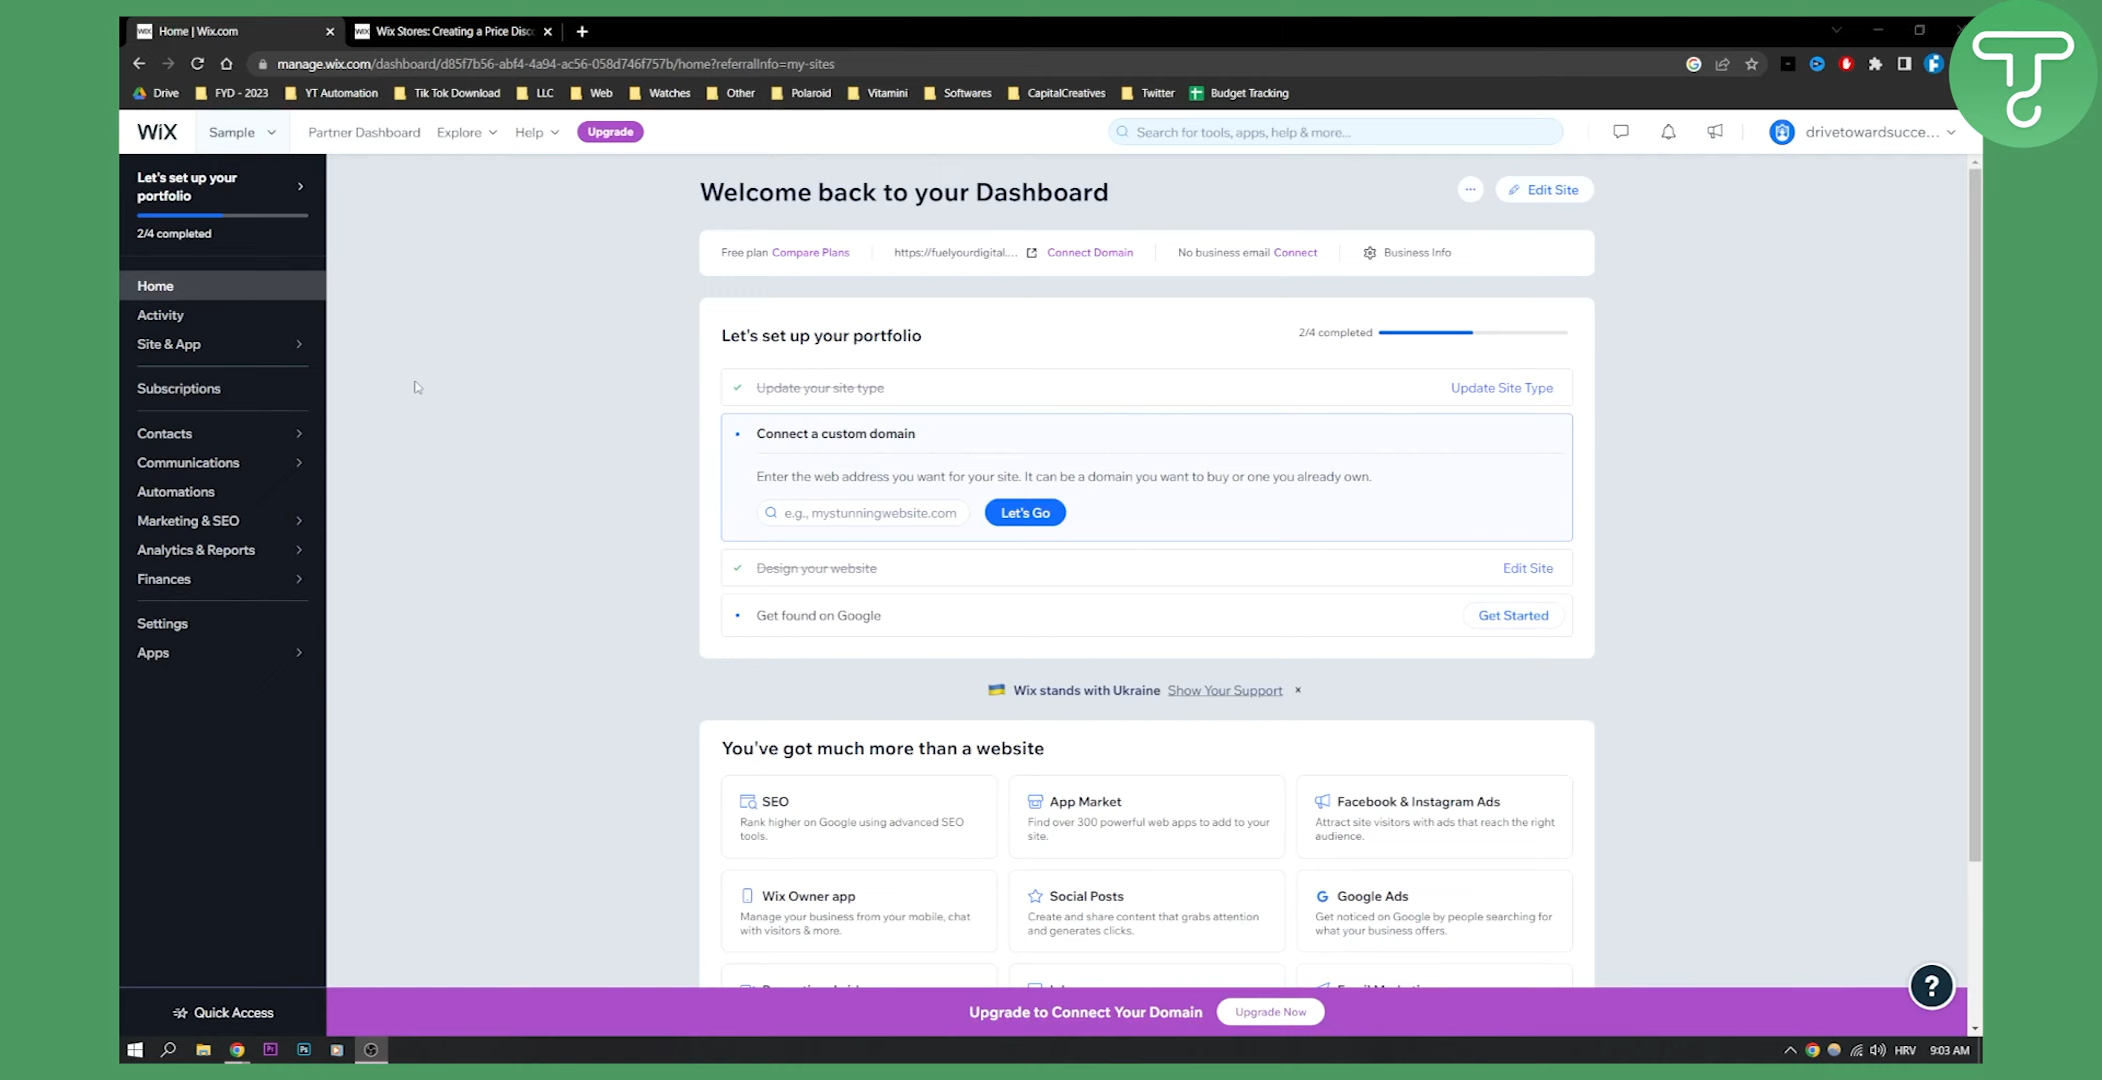 Home | Wix.com
Wix Stores: Creating a Price Disc
manage.wix.com/dashboard/d85f7b56-abf4-4a94-ac56-058d746f757b/home?referralInfo=my-sites
Drive
FYD - 2023
YT Automation
Tik Tok Download
LLC
Web
Watches
Other
Polaroid
Vitamini
Softwares
CapitalCreatives
Twitter
Budget Tracking
WiX
Sample
Partner Dashboard
Explore
Help
Upgrade
Search for tools, apps, help & more...
drivetowardsucce...
Let's set up your
portfolio
2/4 completed
Home
Activity
Site & App
Subscriptions
Contacts
Communications
Automations
Marketing & SEO
Analytics & Reports
Finances
Settings
Apps
Quick Access
Welcome back to your Dashboard
Edit Site
Free plan Compare Plans
https://fuelyourdigital.... Connect Domain
No business email Connect
Business Info
Let's set up your portfolio
2/4 completed
Update your site type
Update Site Type
Connect a custom domain
Enter the web address you want for your site. It can be a domain you want to buy or one you already own.
e.g., mystunningwebsite.com
Let's Go
Design your website
Edit Site
Get found on Google
Get Started
Wix stands with Ukraine Show Your Support ×
You've got much more than a website
SEO
Rank higher on Google using advanced SEO
tools.
App Market
Find over 300 powerful web apps to add to your
site.
Facebook & Instagram Ads
Attract site visitors with ads that reach the right
audience.
Wix Owner app
Manage your business from your mobile, chat
with visitors & more.
Social Posts
Create and share content that grabs attention
and generates clicks.
Google Ads
Get noticed on Google by people searching for
what your business offers.
Upgrade to Connect Your Domain
Upgrade Now
?
HRV
9:03 AM